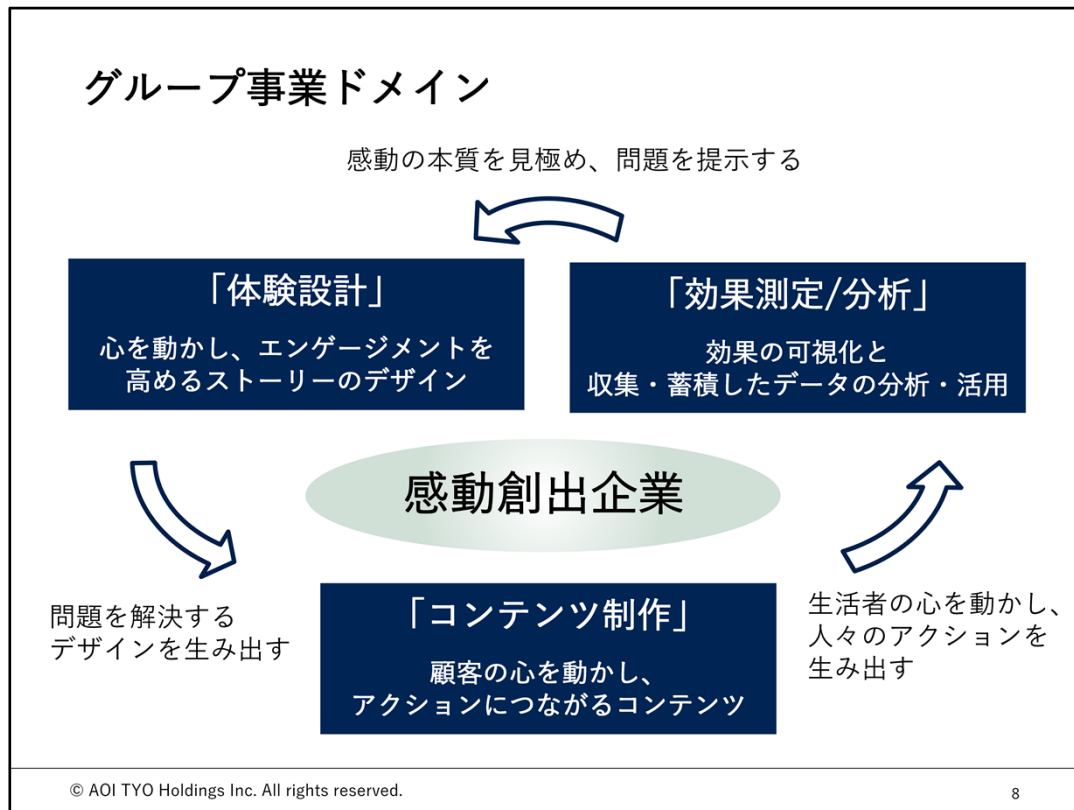 グループ事業ドメイン
感動の本質を見極め、問題を提示する
「体験設計」
心を動かし、エンゲージメントを
高めるストーリーのデザイン
「効果測定/分析」
効果の可視化と
収集・蓄積したデータの分析・活用
感動創出企業
問題を解決する
デザインを生み出す
「コンテンツ制作」
顧客の心を動かし、
アクションにつながるコンテンツ
生活者の心を動かし、
人々のアクションを
生み出す
© AOI TYO Holdings Inc. All rights reserved.
8